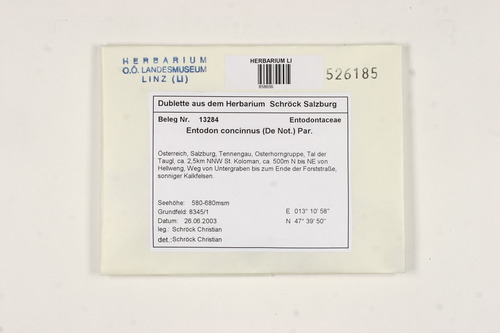 HERBARIUM
O.Ö. LANDESMUSEUM
LINZ (LI)
HERBARIUM LI
526185
Dublette aus dem Herbarium Schröck Salzburg
Beleg Nr. 13284 Entodontaceae
Entodon concinnus (De Not.) Par.
Österreich, Salzburg, Tennengau, Osterhorngruppe, Tal der
Taugl, ca. 2,5km NNW St. Koloman, ca. 500m N bis NE von
Hellweng, Weg von Untergraben bis zum Ende der Forststraße,
sonniger Kalkfelsen.
Seehöhe: 580-680msm E 013° 10' 58"
Grundfeld: 8345/1 N 47° 39' 50"
Datum: 26.06.2003
leg.: Schröck Christian
det.: Schröck Christian